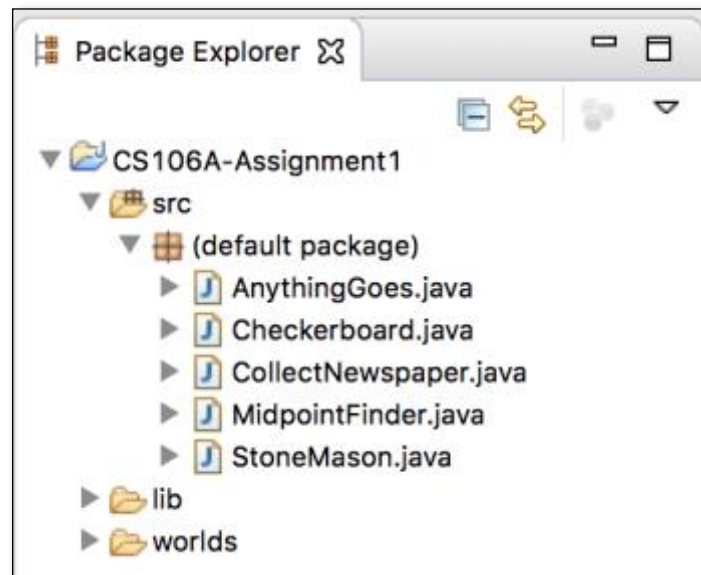 Package Explorer
CS106A-Assignment1
src
(default package)
AnythingGoes.java
Checkerboard.java
CollectNewspaper.java
MidpointFinder.java
StoneMason.java
lib
worlds